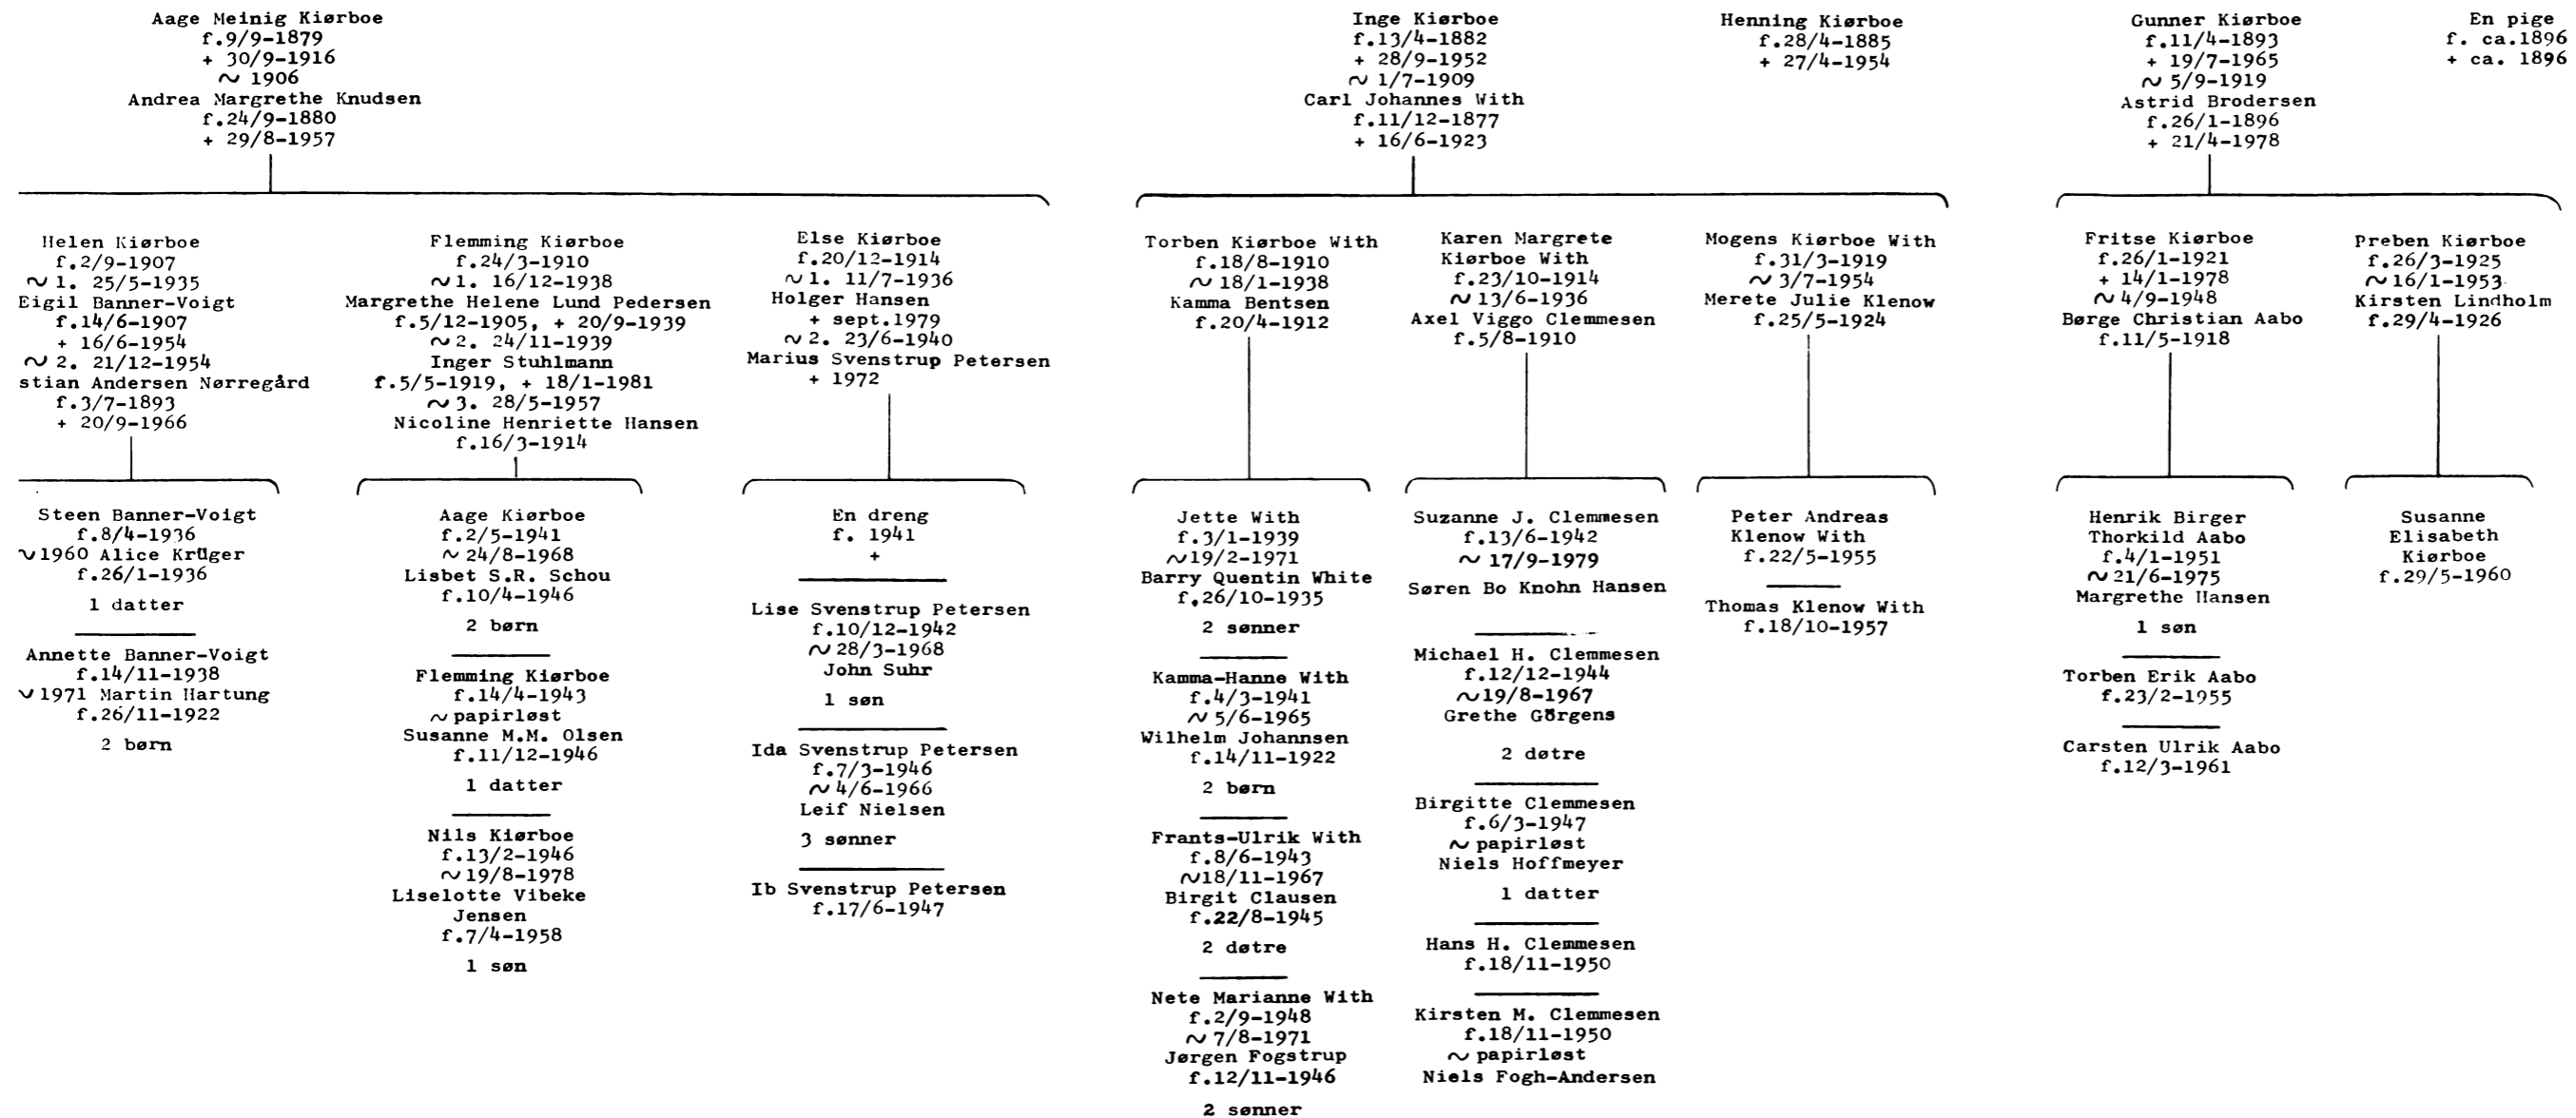 Aage Meinig Kiørboe
f.9/9-1879
+ 30/9-1916
~ 1906
Andrea Margrethe Knudsen
f.24/9-1880
+ 29/8-1957
Inge Kiørboe
f.13/4-1882
+ 28/9-1952
~ 1/7-1909
Carl Johannes With
f.11/12-1877
+ 16/6-1923
Henning Kiørboe
f.28/4-1885
+ 27/4-1954
Gunner Kiørboe
f.11/4-1893
+ 19/7-1965
~ 5/9-1919
Astrid Brodersen
f.26/1-1896
+ 21/4-1978
En pige
f. ca.1896
+ ca. 1896
Helen Kiørboe
f.2/9-1907
~ 1. 25/5-1935
Eigil Banner-Voigt
f.14/6-1907
+ 16/6-1954
~ 2. 21/12-1954
stian Andersen Nørregård
f.3/7-1893
+ 20/9-1966
Flemming Kiørboe
f.24/3-1910
~ 1. 16/12-1938
Margrethe Helene Lund Pedersen
f.5/12-1905, + 20/9-1939
~ 2. 24/11-1939
Inger Stuhlmann
f.5/5-1919, + 18/1-1981
~ 3. 28/5-1957
Nicoline Henriette Hansen
f.16/3-1914
Else Kiørboe
f.20/12-1914
~ 1. 11/7-1936
Holger Hansen
+ sept.1979
~ 2. 23/6-1940
Marius Svenstrup Petersen
+ 1972
Torben Kiørboe With
f.18/8-1910
~ 18/1-1938
Kamma Bentsen
f.20/4-1912
Karen Margrete
Kiørboe With
f.23/10-1914
~ 13/6-1936
Axel Viggo Clemmesen
f.5/8-1910
Mogens Kiørboe With
f.31/3-1919
~ 3/7-1954
Merete Julie Klenow
f.25/5-1924
Fritse Kiørboe
f.26/1-1921
+ 14/1-1978
~ 4/9-1948
Børge Christian Aabo
f.11/5-1918
Preben Kiørboe
f.26/3-1925
~ 16/1-1953
Kirsten Lindholm
f.29/4-1926
Steen Banner-Voigt
f.8/4-1936
~ 1960 Alice Krüger
f.26/1-1936
1 datter
Annette Banner-Voigt
f.14/11-1938
~ 1971 Martin Hartung
f.26/11-1922
2 børn
Aage Kiørboe
f.2/5-1941
~ 24/8-1968
Lisbet S.R. Schou
f.10/4-1946
2 børn
Flemming Kiørboe
f.14/4-1943
~ papirløst
Susanne M.M. Olsen
f.11/12-1946
1 datter
Nils Kiørboe
f.13/2-1946
~ 19/8-1978
Liselotte Vibeke
Jensen
f.7/4-1958
1 søn
En dreng
f. 1941
+
Lise Svenstrup Petersen
f.10/12-1942
~ 28/3-1968
John Suhr
1 søn
Ida Svenstrup Petersen
f.7/3-1946
~ 4/6-1966
Leif Nielsen
3 sønner
Ib Svenstrup Petersen
f.17/6-1947
Jette With
f.3/1-1939
~ 19/2-1971
Barry Quentin White
f.26/10-1935
2 sønner
Kamma-Hanne With
f.4/3-1941
~ 5/6-1965
Wilhelm Johannsen
f.14/11-1922
2 børn
Frants-Ulrik With
f.8/6-1943
~ 18/11-1967
Birgit Clausen
f.22/8-1945
2 døtre
Nete Marianne With
f.2/9-1948
~ 7/8-1971
Jørgen Fogstrup
f.12/11-1946
2 sønner
Suzanne J. Clemmesen
f.13/6-1942
~ 17/9-1979
Søren Bo Knohn Hansen
Michael H. Clemmesen
f.12/12-1944
~ 19/8-1967
Grethe Görgens
2 døtre
Birgitte Clemmesen
f.6/3-1947
~ papirløst
Niels Hoffmeyer
1 datter
Hans H. Clemmesen
f.18/11-1950
Kirsten M. Clemmesen
f.18/11-1950
~ papirløst
Niels Fogh-Andersen
Peter Andreas
Klenow With
f.22/5-1955
Thomas Klenow With
f.18/10-1957
Henrik Birger
Thorkild Aabo
f.4/1-1951
~ 21/6-1975
Margrethe Hansen
1 søn
Torben Erik Aabo
f.23/2-1955
Carsten Ulrik Aabo
f.12/3-1961
Susanne
Elisabeth
Kiørboe
f.29/5-1960